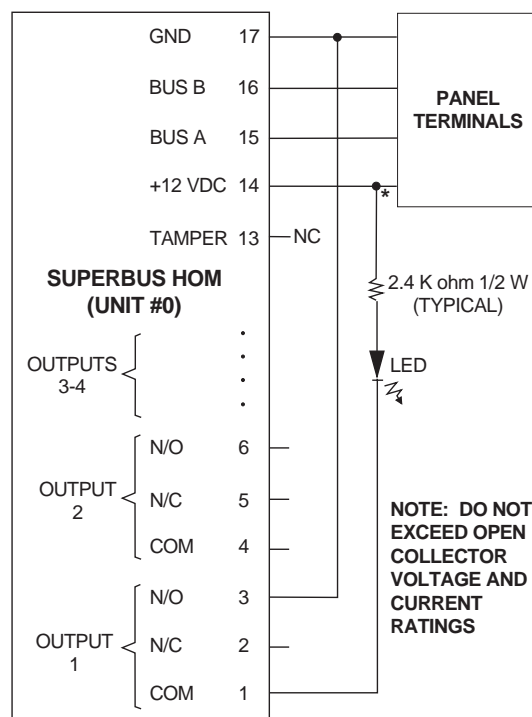 GND 17
BUS B 16
BUS A 15
+12 VDC 14
TAMPER 13 NC
PANEL
TERMINALS
*
SUPERBUS HOM
(UNIT #0)
2.4 K ohm 1/2 W
(TYPICAL)
LED
OUTPUTS
3-4
N/O 6
OUTPUT
2
N/C 5
COM 4
N/O 3
OUTPUT
1
N/C 2
COM 1
NOTE: DO NOT
EXCEED OPEN
COLLECTOR
VOLTAGE AND
CURRENT
RATINGS